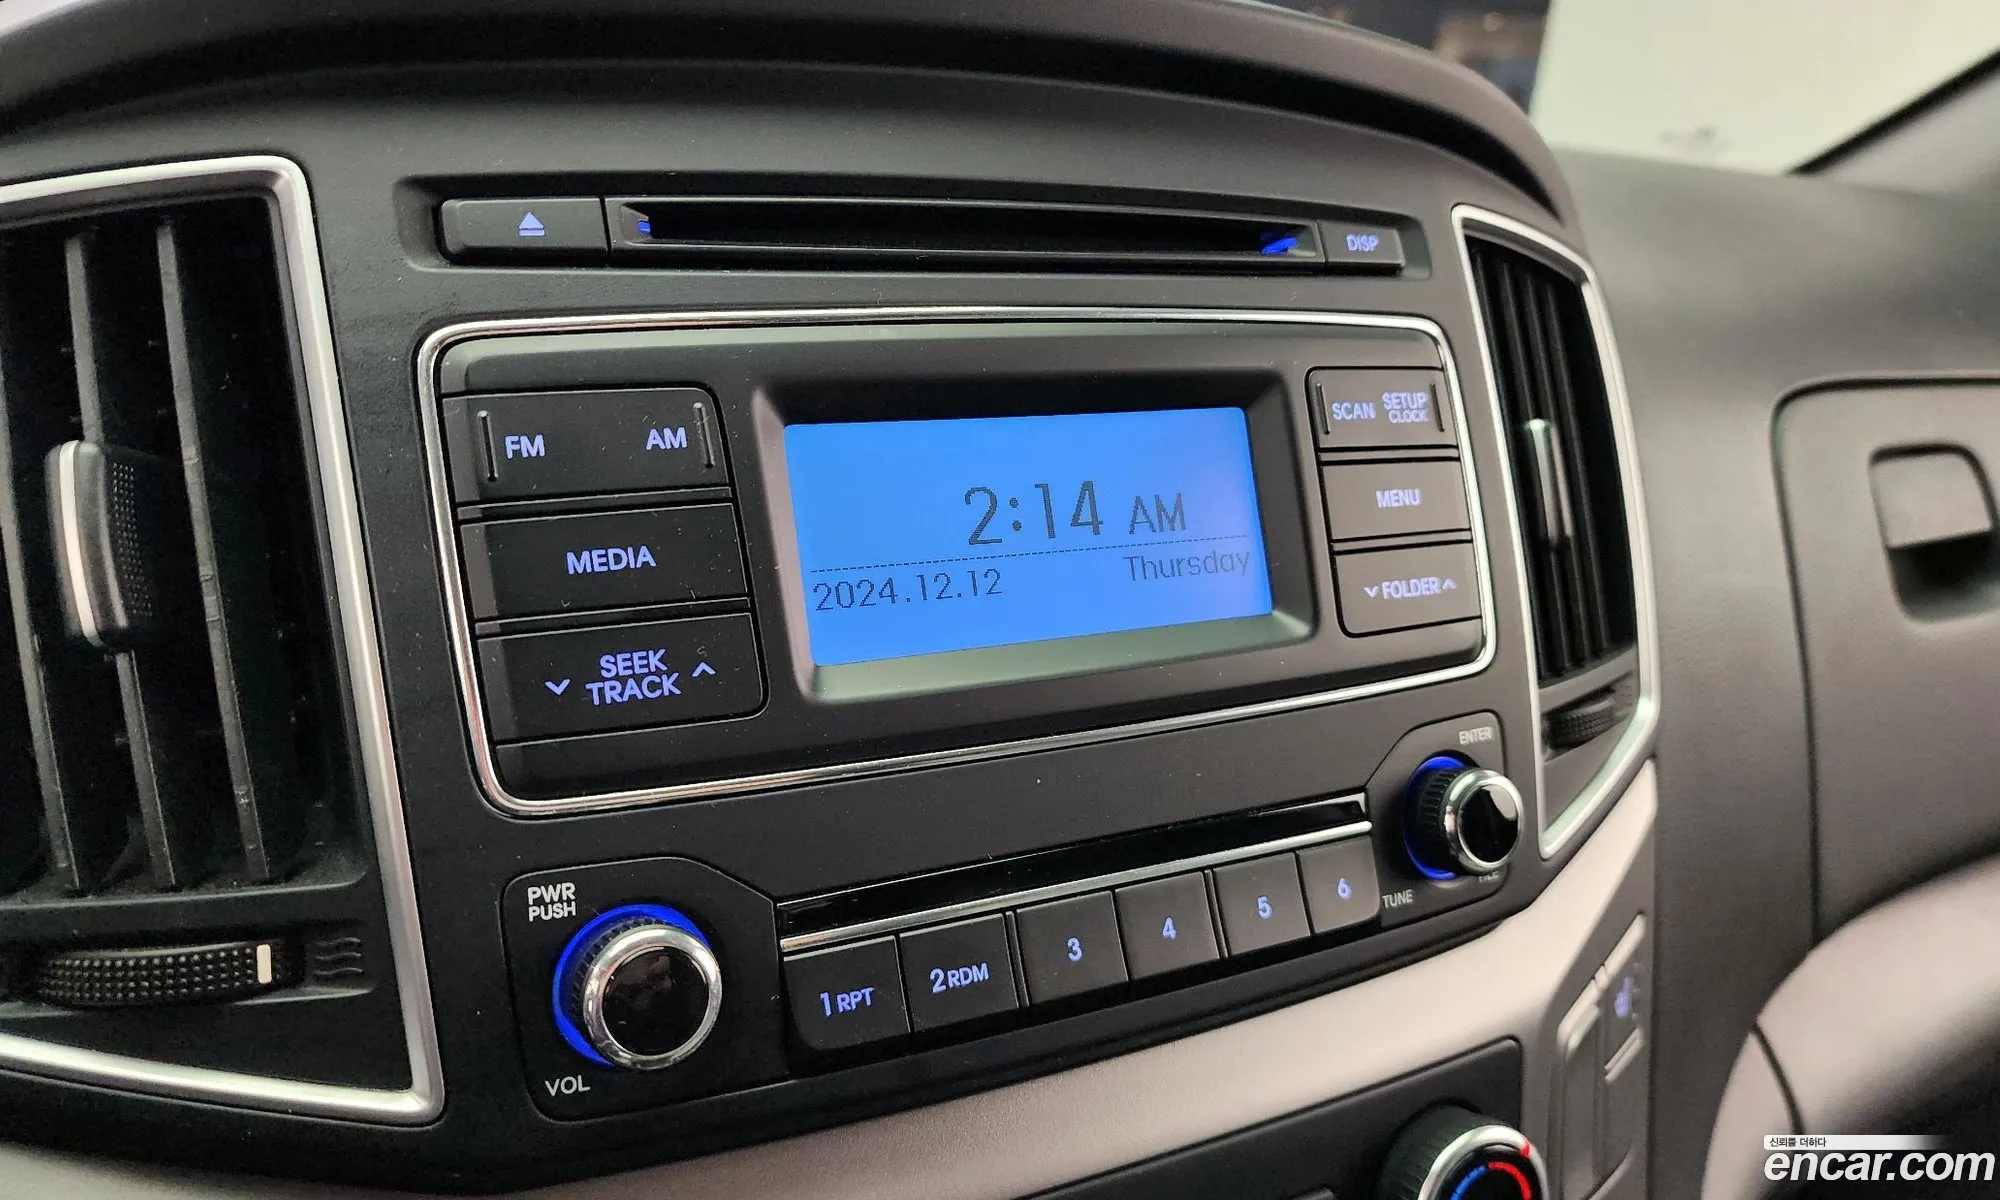 DISP
FM AM
MEDIA
SEEK
TRACK
2:14 AM
2024.12.12 Thursday
SCAN SETUP
CLOCK
MENU
FOLDER
PWR
PUSH
VOL
1 RPT 2 RDM 3 4 5 6
ENTER
TUNE
신뢰를 더하다
encar.com